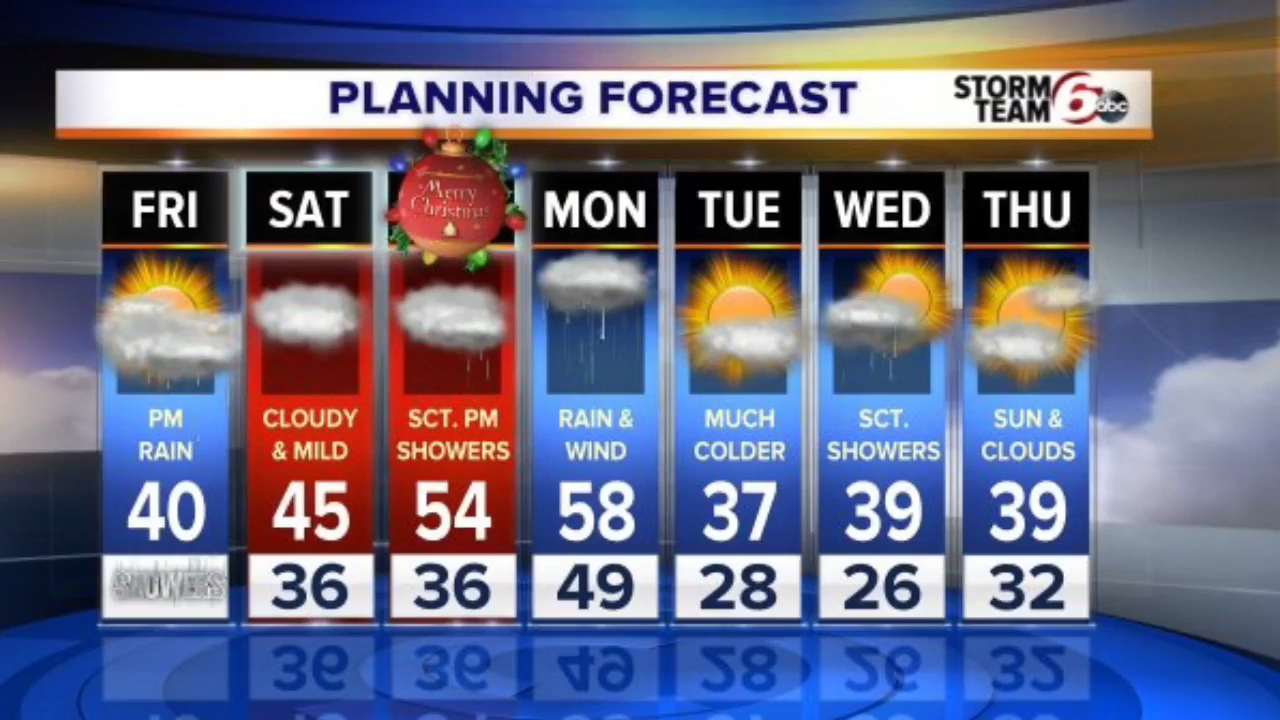 PLANNING FORECAST
STORM
TEAM 6 abc
Merry
Christmas
FRI SAT MON TUE WED THU
PM CLOUDY SCT. PM RAIN & MUCH SCT. SUN &
RAIN & MILD SHOWERS WIND COLDER SHOWERS CLOUDS
40 45 54 58 37 39 39
SHOWERS 36 36 49 28 26 32